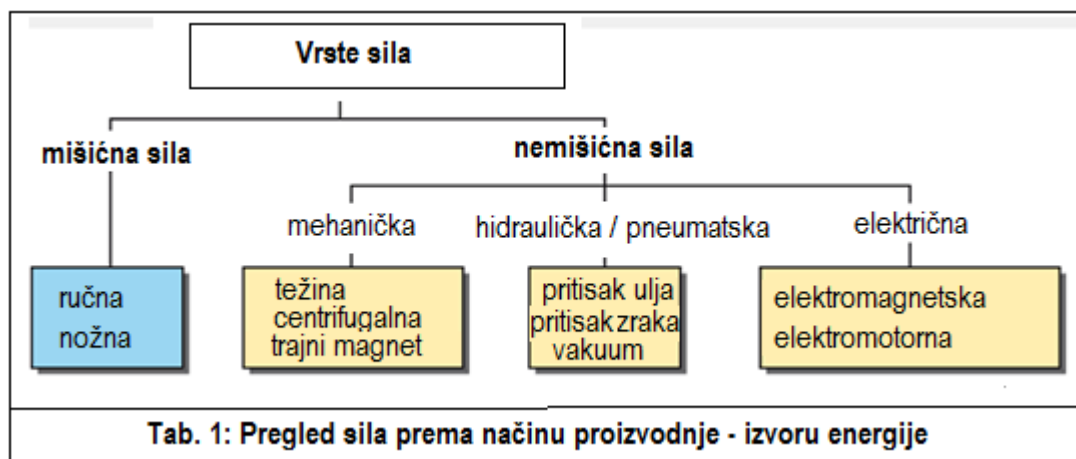 Vrste sila
mišićna sila
nemišićna sila
mehanička
hidraulička / pneumatska
električna
ručna
nožna
težina
centrifugalna
trajni magnet
pritisak ulja
pritisak zraka
vakuum
elektromagnetska
elektromotorna
Tab. 1: Pregled sila prema načinu proizvodnje - izvoru energije